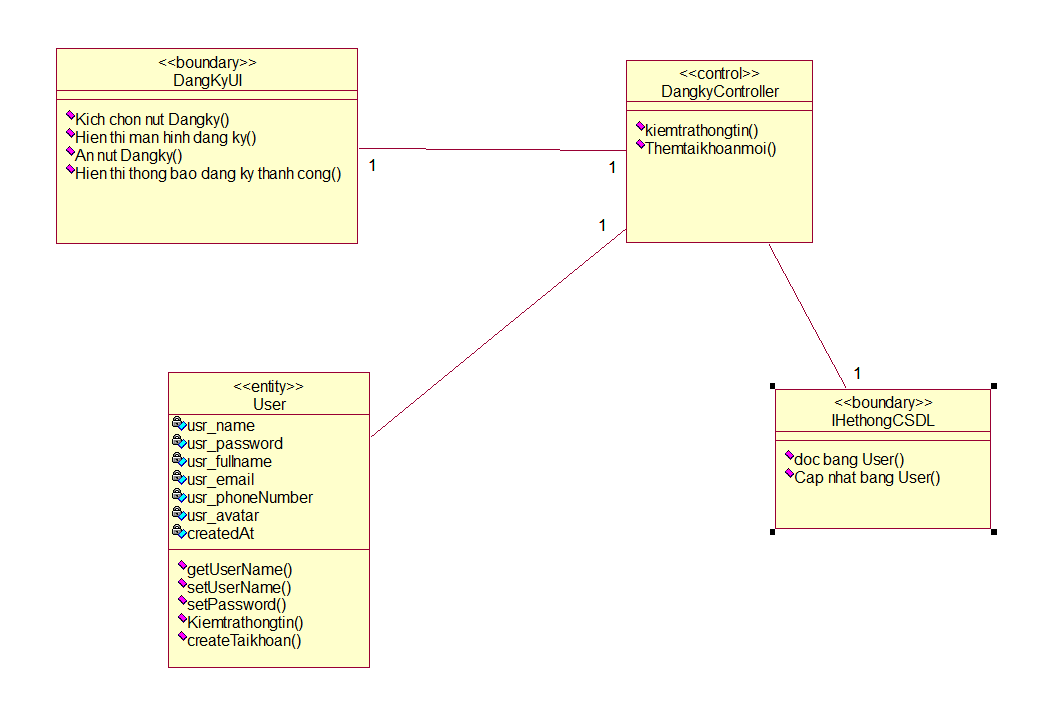 <<boundary>>
DangKyUI
Kich chon nut Dangky()
Hien thi man hinh dang ky()
An nut Dangky()
Hien thi thong bao dang ky thanh cong()
1
1
<<control>>
DangkyController
kiemtrathongtin()
Themtaikhoanmoi()
1
1
<<entity>>
User
usr_name
usr_password
usr_fullname
usr_email
usr_phoneNumber
usr_avatar
createdAt
getUserName()
setUserName()
setPassword()
Kiemtrathongtin()
createTaikhoan()
<<boundary>>
IHethongCSDL
doc bang User()
Cap nhat bang User()